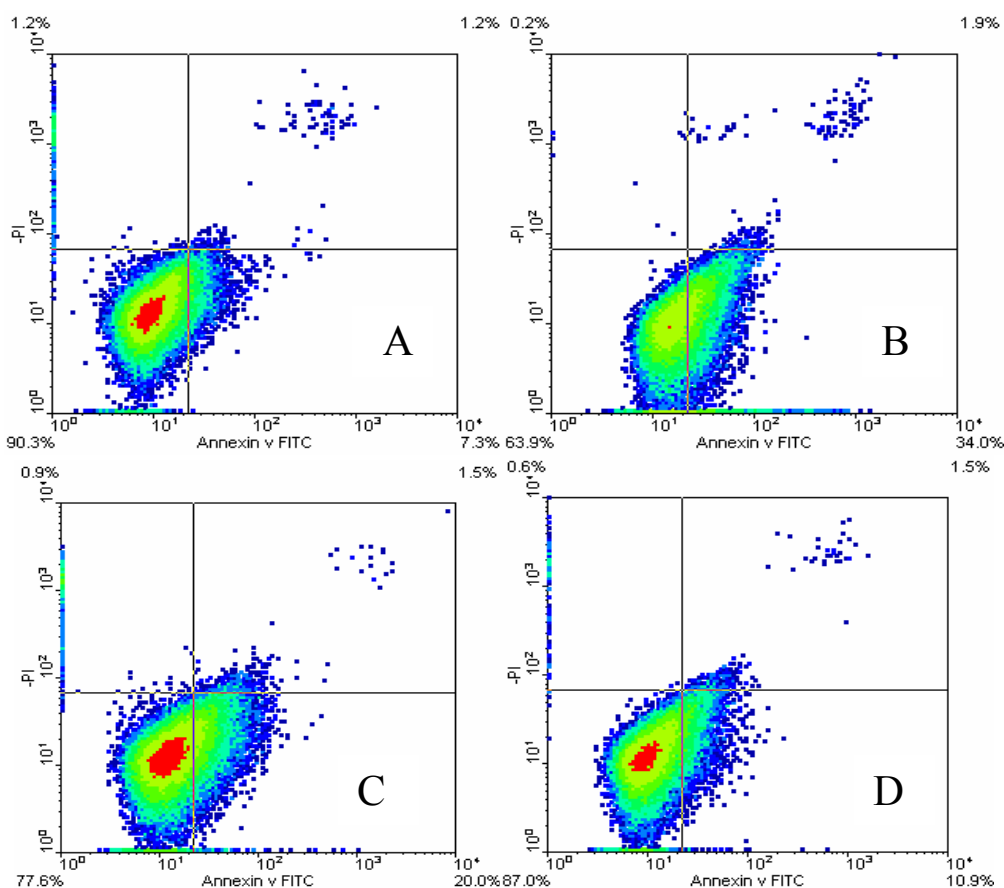 1.2% 1.2% 0.2% 1.9%
10⁴ 10⁴
10³ 10³
-PI -PI
10² 10²
10¹ 10¹
A B
10⁰ 10⁰
10⁰ 10¹ 10² 10³ 10⁴ 10⁰ 10¹ 10² 10³ 10⁴
90.3% Annexin v FITC 7.3% 63.9% Annexin v FITC 34.0%
0.9% 1.5% 0.6% 1.5%
10⁴ 10⁴
10³ 10³
-PI -PI
10² 10²
10¹ 10¹
C D
10⁰ 10⁰
10⁰ 10¹ 10² 10³ 10⁴ 10⁰ 10¹ 10² 10³ 10⁴
77.6% Annexin v FITC 20.0% 87.0% Annexin v FITC 10.9%